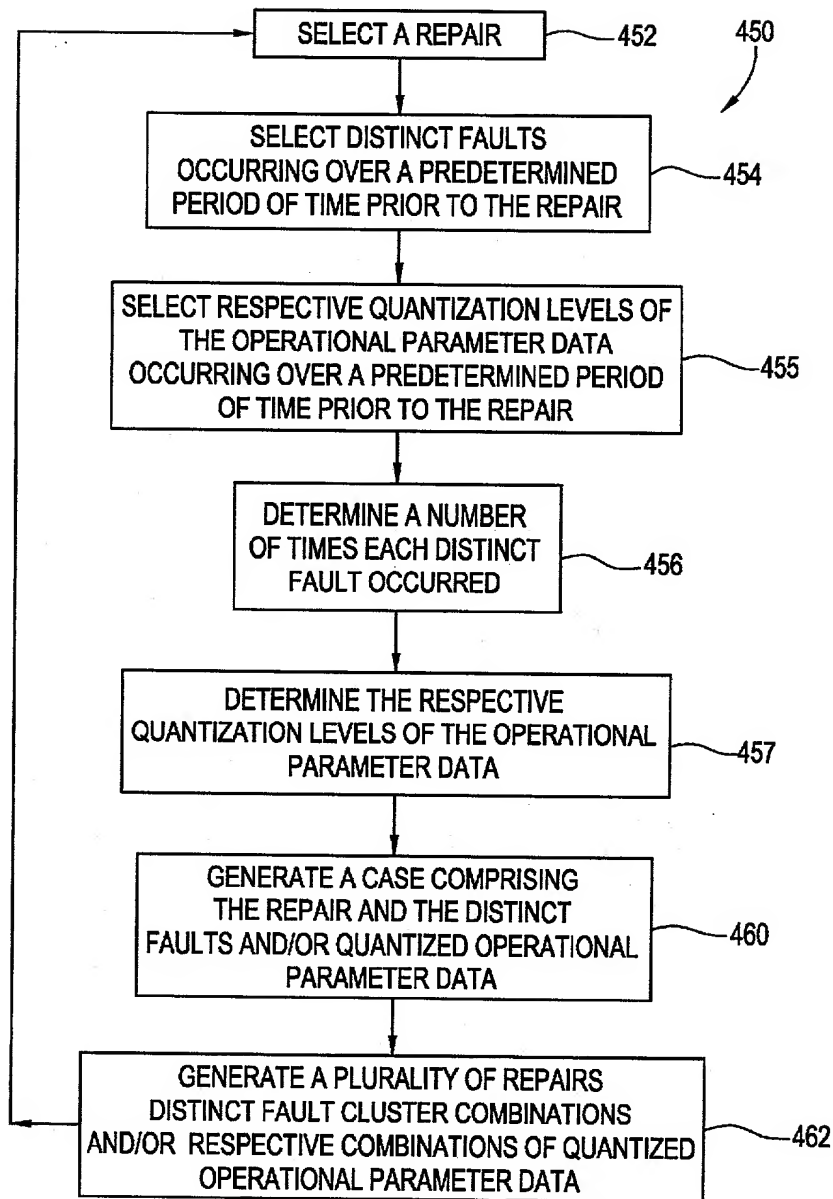 SELECT A REPAIR
452
450
SELECT DISTINCT FAULTS
OCCURRING OVER A PREDETERMINED
PERIOD OF TIME PRIOR TO THE REPAIR
454
SELECT RESPECTIVE QUANTIZATION LEVELS OF
THE OPERATIONAL PARAMETER DATA
OCCURRING OVER A PREDETERMINED PERIOD
OF TIME PRIOR TO THE REPAIR
455
DETERMINE A NUMBER
OF TIMES EACH DISTINCT
FAULT OCCURRED
456
DETERMINE THE RESPECTIVE
QUANTIZATION LEVELS OF THE OPERATIONAL
PARAMETER DATA
457
GENERATE A CASE COMPRISING
THE REPAIR AND THE DISTINCT
FAULTS AND/OR QUANTIZED OPERATIONAL
PARAMETER DATA
460
GENERATE A PLURALITY OF REPAIRS
DISTINCT FAULT CLUSTER COMBINATIONS
AND/OR RESPECTIVE COMBINATIONS OF QUANTIZED
OPERATIONAL PARAMETER DATA
462